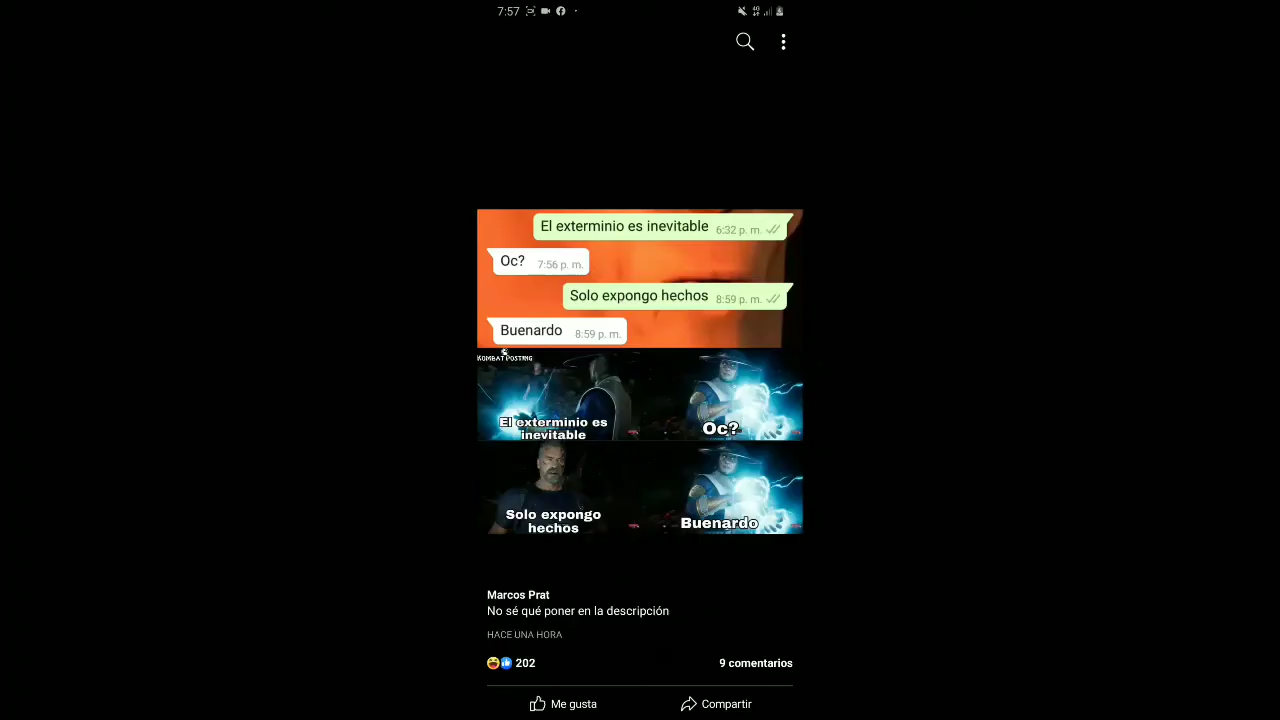 7:57
El exterminio es inevitable 6:32 p. m.
Oc? 7:56 p. m.
Solo expongo hechos 8:59 p. m.
Buenardo 8:59 p. m.
KOMBAT POSTING
El exterminio es
inevitable
Oc?
Solo expongo
hechos
Buenardo
Marcos Prat
No sé qué poner en la descripción
HACE UNA HORA
202
9 comentarios
Me gusta
Compartir